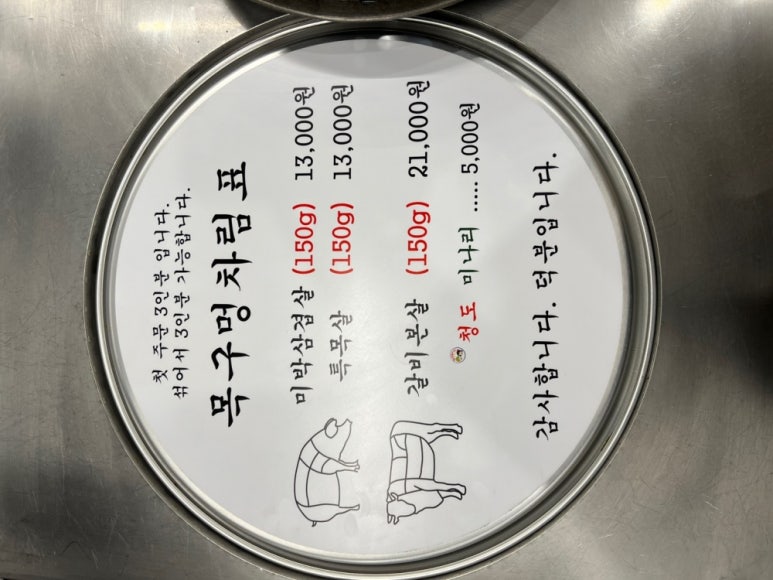 첫 주문 3인분 입니다.
섞어서 3인분 가능합니다.
목구멍 차림표
미박삼겹살 (150g) 13,000원
특목살 (150g) 13,000원
갈비본살 (150g) 21,000원
청도 미나리 ...... 5,000원
감사합니다. 덕분입니다.